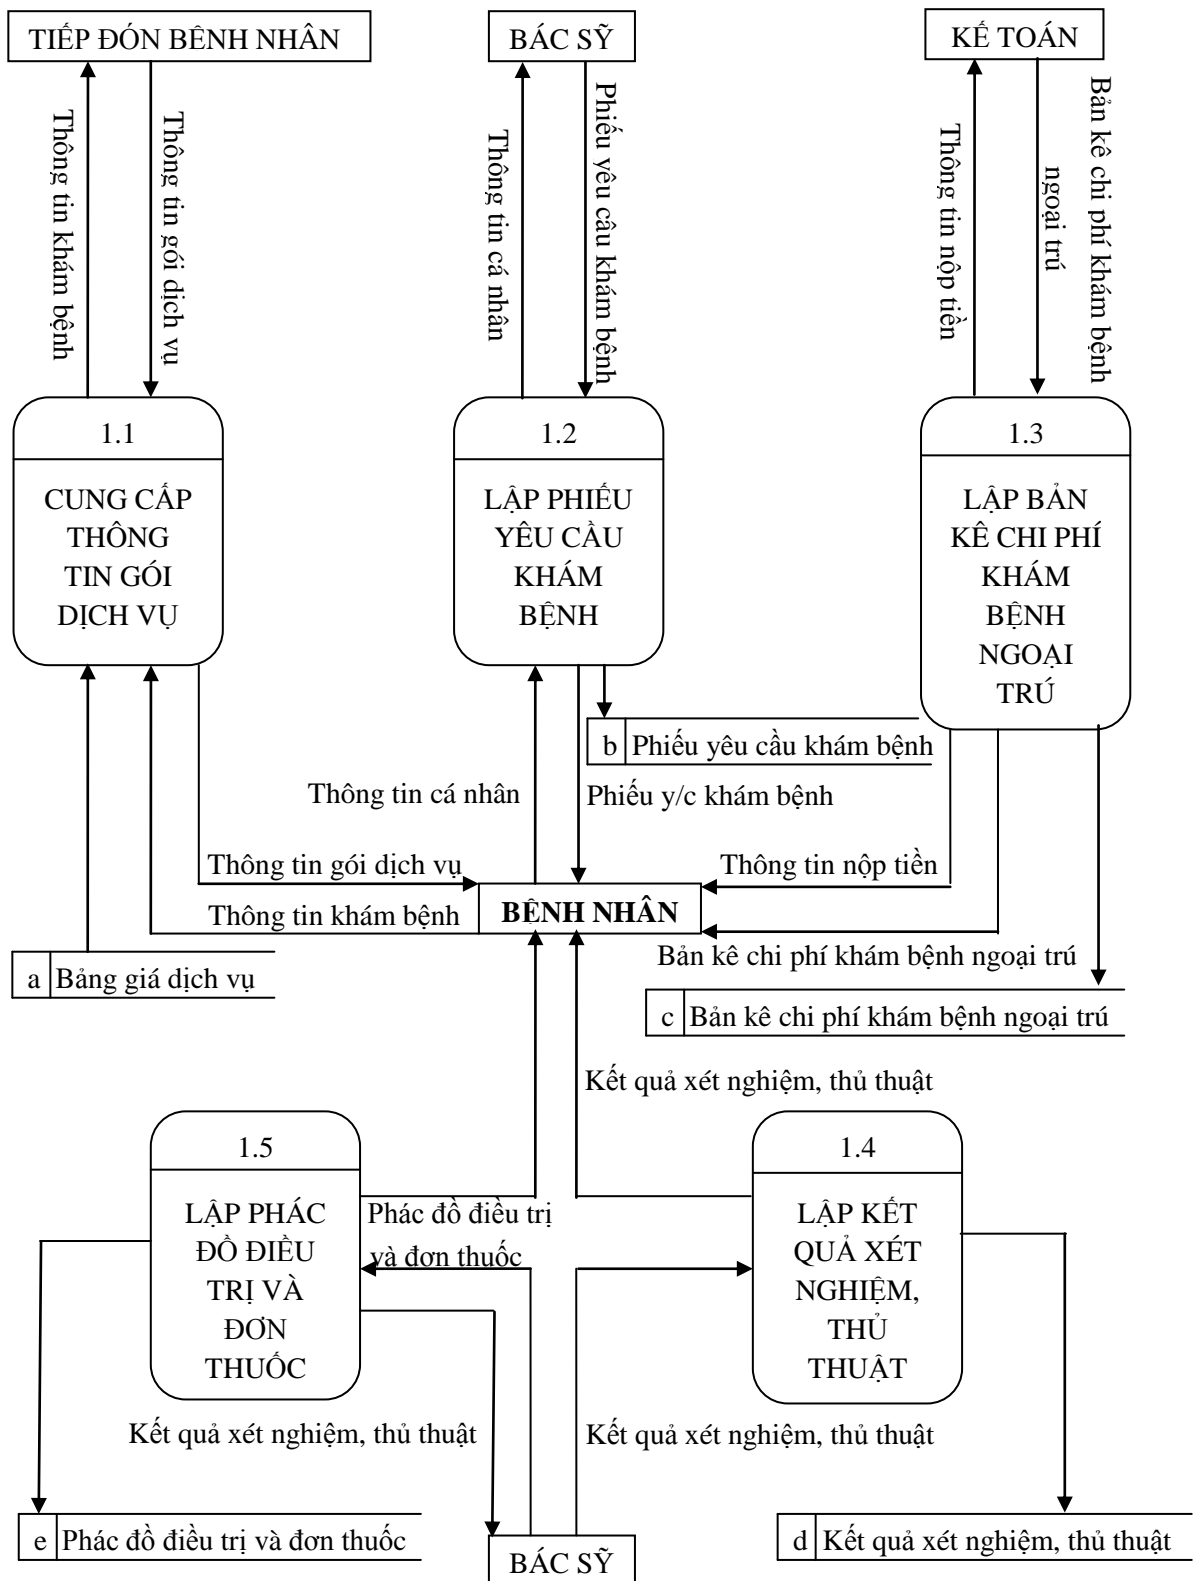 TIẾP ĐÓN BÊNH NHÂN
BÁC SỸ
KẾ TOÁN
Thông tin khám bệnh
Thông tin gói dịch vụ
Thông tin cá nhân
Phiếu yêu câu khám bệnh
Thông tin nộp tiền
Bản kê chi phí khám bệnh
ngoại trú
1.1
CUNG CẤP
THÔNG
TIN GÓI
DỊCH VỤ
1.2
LẬP PHIẾU
YÊU CẦU
KHÁM
BỆNH
1.3
LẬP BẢN
KÊ CHI PHÍ
KHÁM
BỆNH
NGOẠI
TRÚ
b Phiếu yêu cầu khám bệnh
Thông tin cá nhân
Phiếu y/c khám bệnh
Thông tin gói dịch vụ
Thông tin nộp tiền
Thông tin khám bệnh
BỆNH NHÂN
Bản kê chi phí khám bệnh ngoại trú
a Bảng giá dịch vụ
c Bản kê chi phí khám bệnh ngoại trú
Kết quả xét nghiệm, thủ thuật
1.5
LẬP PHÁC
ĐỒ ĐIỀU
TRỊ VÀ
ĐƠN
THUỐC
Phác đồ điều trị
và đơn thuốc
1.4
LẬP KẾT
QUẢ XÉT
NGHIỆM,
THỦ
THUẬT
Kết quả xét nghiệm, thủ thuật
Kết quả xét nghiệm, thủ thuật
e Phác đồ điều trị và đơn thuốc
BÁC SỸ
d Kết quả xét nghiệm, thủ thuật